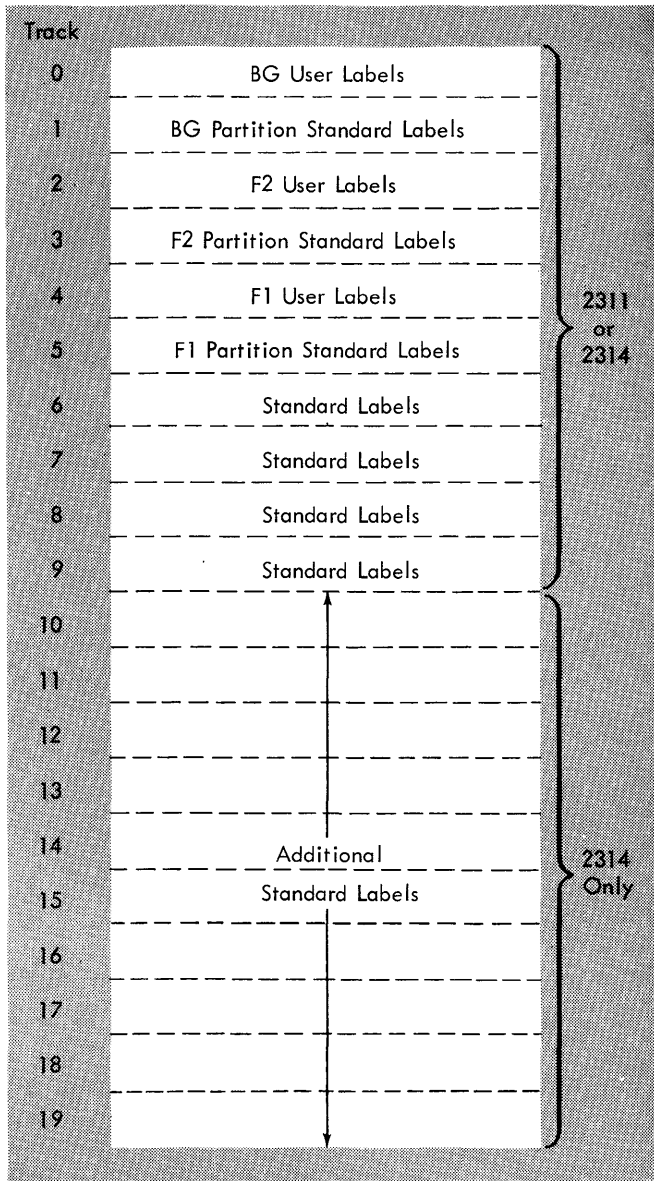 Track
0 BG User Labels
1 BG Partition Standard Labels
2 F2 User Labels
3 F2 Partition Standard Labels
4 F1 User Labels
5 F1 Partition Standard Labels
6 Standard Labels
7 Standard Labels
8 Standard Labels
9 Standard Labels
2311
or
2314
10
11
12
13
14 Additional
15 Standard Labels
16
17
18
19
2314
Only